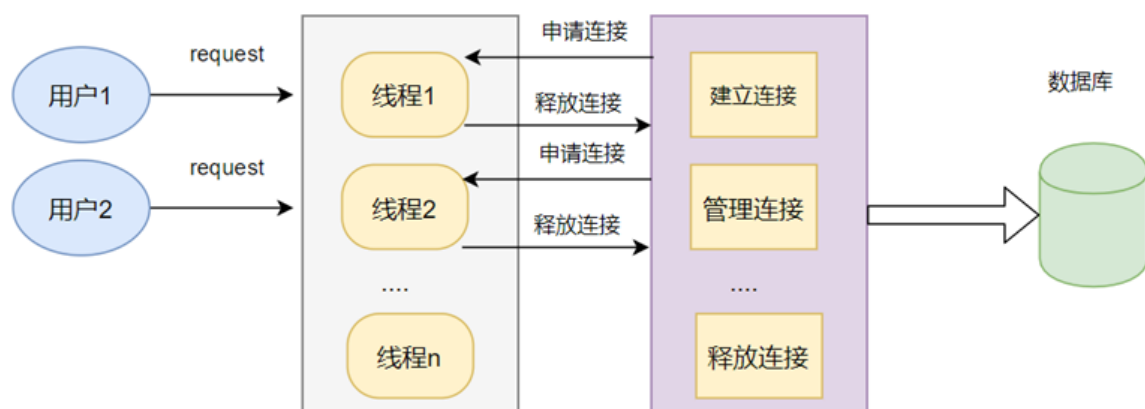 申请连接
request
用户1
线程1
建立连接
数据库
释放连接
申请连接
request
用户2
线程2
管理连接
释放连接
....
....
线程n
释放连接